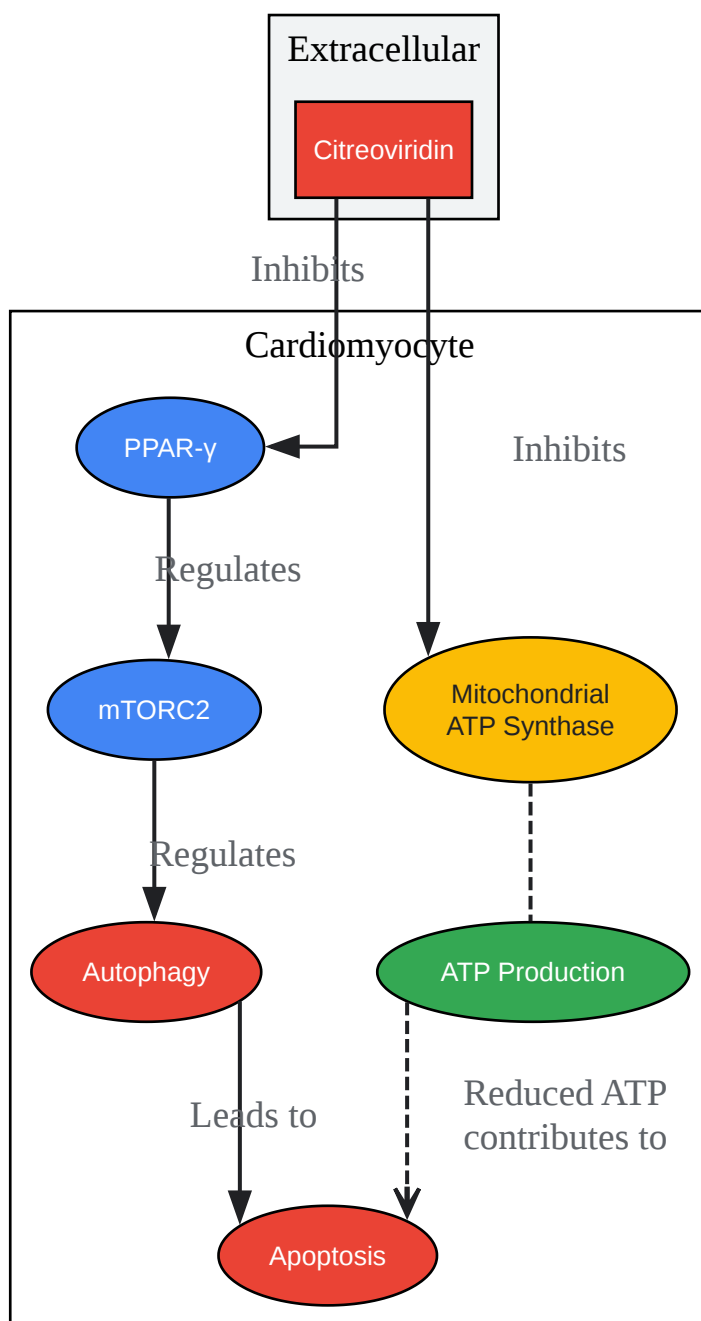 Extracellular
Citreoviridin
Inhibits
Cardiomyocyte
PPAR-γ
Inhibits
Regulates
mTORC2
Mitochondrial
ATP Synthase
Regulates
Autophagy
ATP Production
Leads to
Reduced ATP
contributes to
Apoptosis